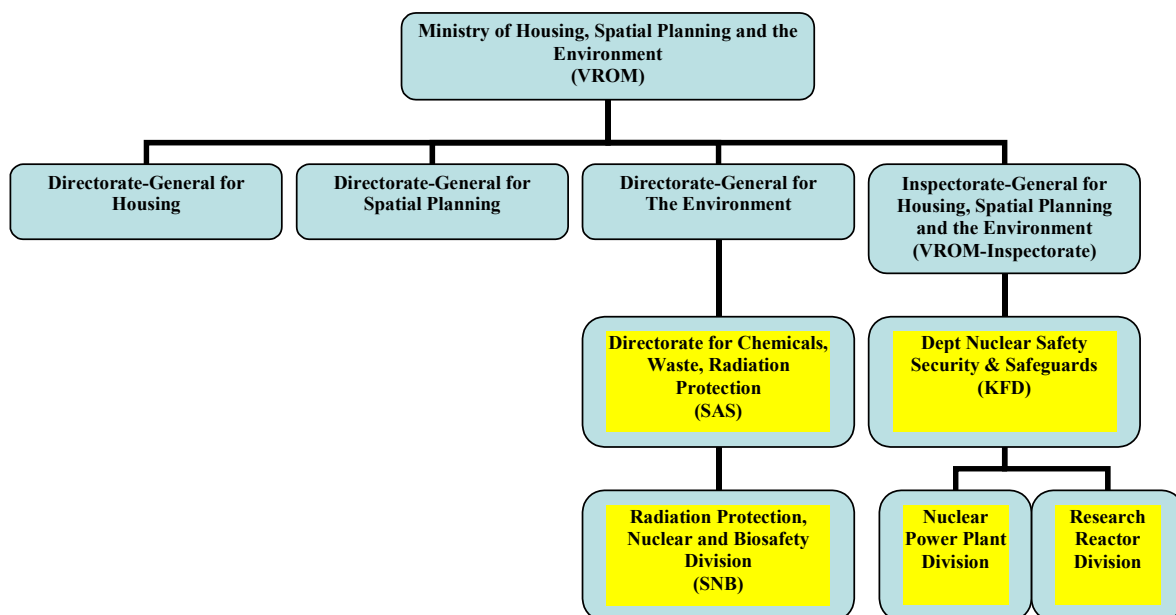 Ministry of Housing, Spatial Planning and the
Environment
(VROM)
Directorate-General for
Housing
Directorate-General for
Spatial Planning
Directorate-General for
The Environment
Inspectorate-General for
Housing, Spatial Planning
and the Environment
(VROM-Inspectorate)
Directorate for Chemicals,
Waste, Radiation
Protection
(SAS)
Dept Nuclear Safety
Security & Safeguards
(KFD)
Radiation Protection,
Nuclear and Biosafety
Division
(SNB)
Nuclear
Power Plant
Division
Research
Reactor
Division